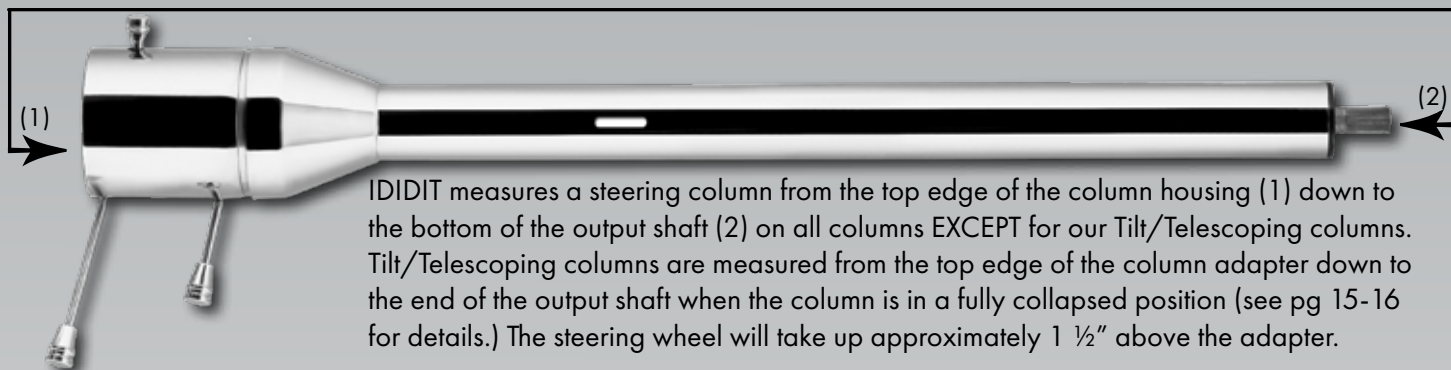 (1)
(2)
IDIDIT measures a steering column from the top edge of the column housing (1) down to
the bottom of the output shaft (2) on all columns EXCEPT for our Tilt/Telescoping columns.
Tilt/Telescoping columns are measured from the top edge of the column adapter down to
the end of the output shaft when the column is in a fully collapsed position (see pg 15-16
for details.) The steering wheel will take up approximately 1 ½” above the adapter.